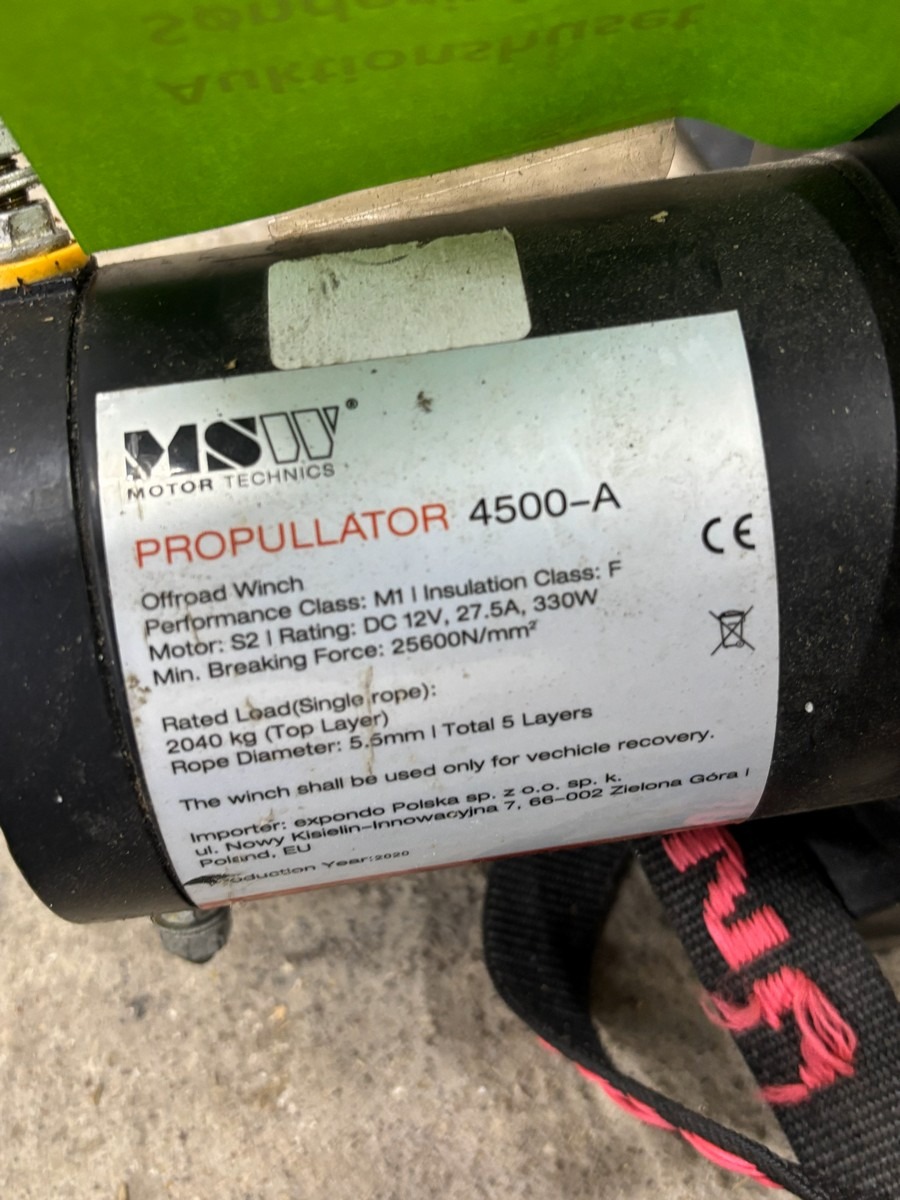 Auktionshuset
MSW®
MOTOR TECHNICS
PROPULLATOR 4500-A
CE
Offroad Winch
Performance Class: M1 | Insulation Class: F
Motor: S2 | Rating: DC 12V, 27.5A, 330W
Min. Breaking Force: 25600N/mm²
Rated Load(Single rope):
2040 kg (Top Layer)
Rope Diameter: 5.5mm | Total 5 Layers
The winch shall be used only for vechicle recovery.
Importer: expondo Polska sp. z o.o. sp. k.
ul. Nowy Kisielin-Innowacyjna 7, 66-002 Zielona Góra |
Poland, EU
Production Year:2020